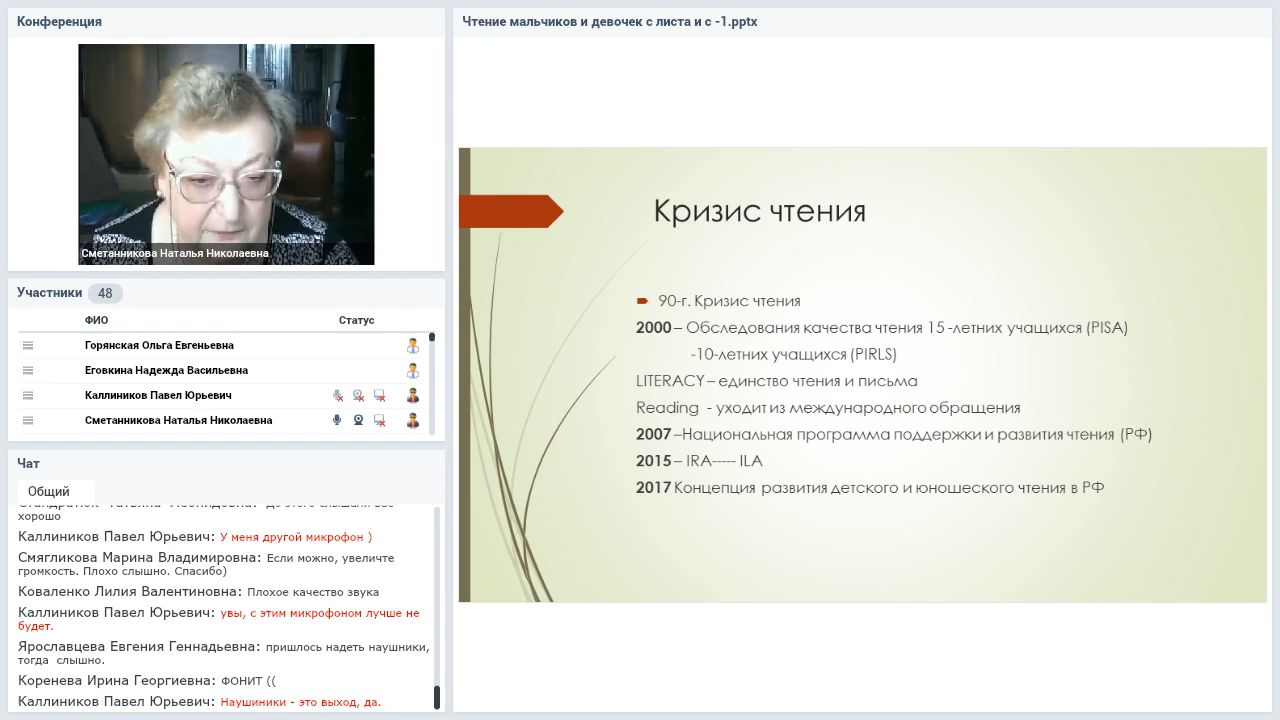 Конференция
Сметанникова Наталья Николаевна
Участники 48
ФИО Статус
Горянская Ольга Евгеньевна
Еговкина Надежда Васильевна
Каллиников Павел Юрьевич
Сметанникова Наталья Николаевна
Чат
Общий
хорошо
Каллиников Павел Юрьевич: У меня другой микрофон )
Смягликова Марина Владимировна: Если можно, увеличте
громкость. Плохо слышно. Спасибо)
Коваленко Лилия Валентиновна: Плохое качество звука
Каллиников Павел Юрьевич: увы, с этим микрофоном лучше не
будет.
Ярославцева Евгения Геннадьевна: пришлось надеть наушники,
тогда слышно.
Коренева Ирина Георгиевна: ФОНИТ ((
Каллиников Павел Юрьевич: Наушиники - это выход, да.
Чтение мальчиков и девочек с листа и с -1.pptx
Кризис чтения
90-г. Кризис чтения
2000 – Обследования качества чтения 15 -летних учащихся (PISA)
-10-летних учащихся (PIRLS)
LITERACY – единство чтения и письма
Reading - уходит из международного обращения
2007 –Национальная программа поддержки и развития чтения (РФ)
2015 – IRA----- ILA
2017 Концепция развития детского и юношеского чтения в РФ